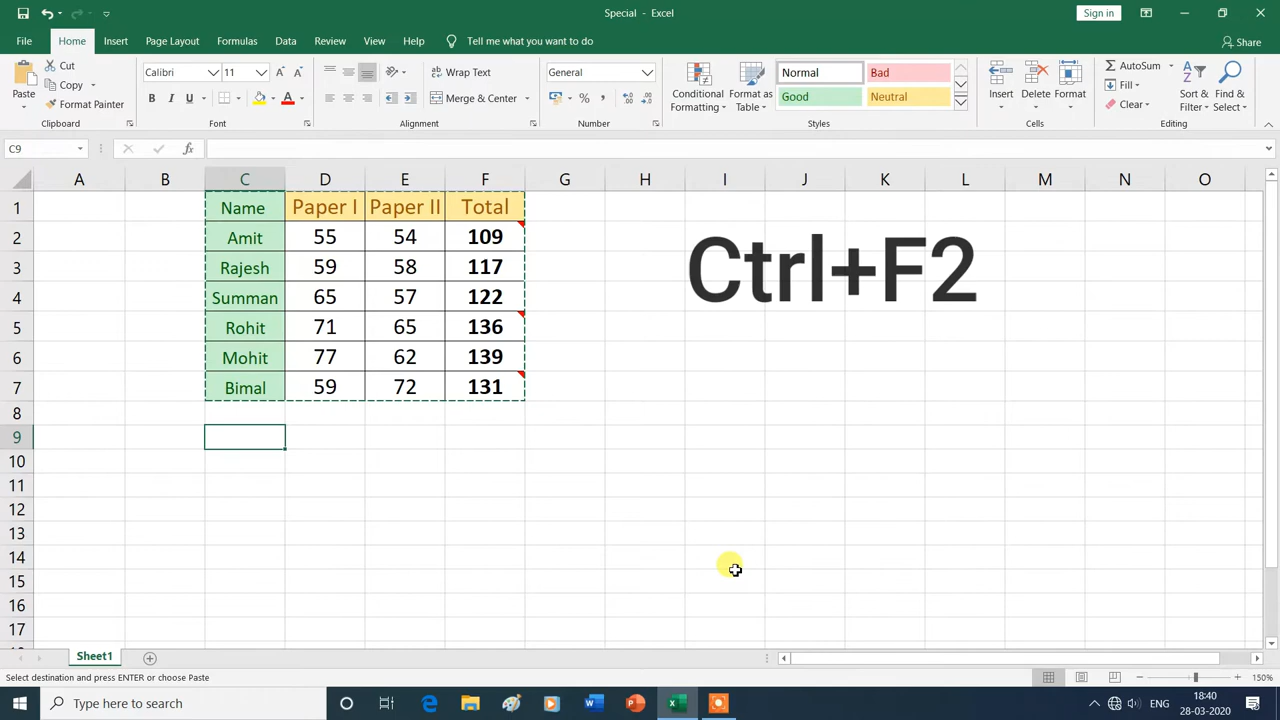 Special - Excel
Sign in
File Home Insert Page Layout Formulas Data Review View Help Tell me what you want to do Share
Paste
Cut
Copy
Format Painter
Clipboard
Calibri 11
B I U
Font
Wrap Text
Merge & Center
Alignment
General
Number
Conditional Formatting
Format as Table
Normal Bad
Good Neutral
Styles
Insert Delete Format
Cells
AutoSum
Fill
Clear
Sort & Filter
Find & Select
Editing
C9 fx
A B C D E F G H I J K L M N O
1 Name Paper I Paper II Total
2 Amit 55 54 109
3 Rajesh 59 58 117
4 Summan 65 57 122
5 Rohit 71 65 136
6 Mohit 77 62 139
7 Bimal 59 72 131
8
9
10
11
12
13
14
15
16
17
Ctrl+F2
Sheet1
Select destination and press ENTER or choose Paste
150%
Type here to search
ENG
18:40
28-03-2020